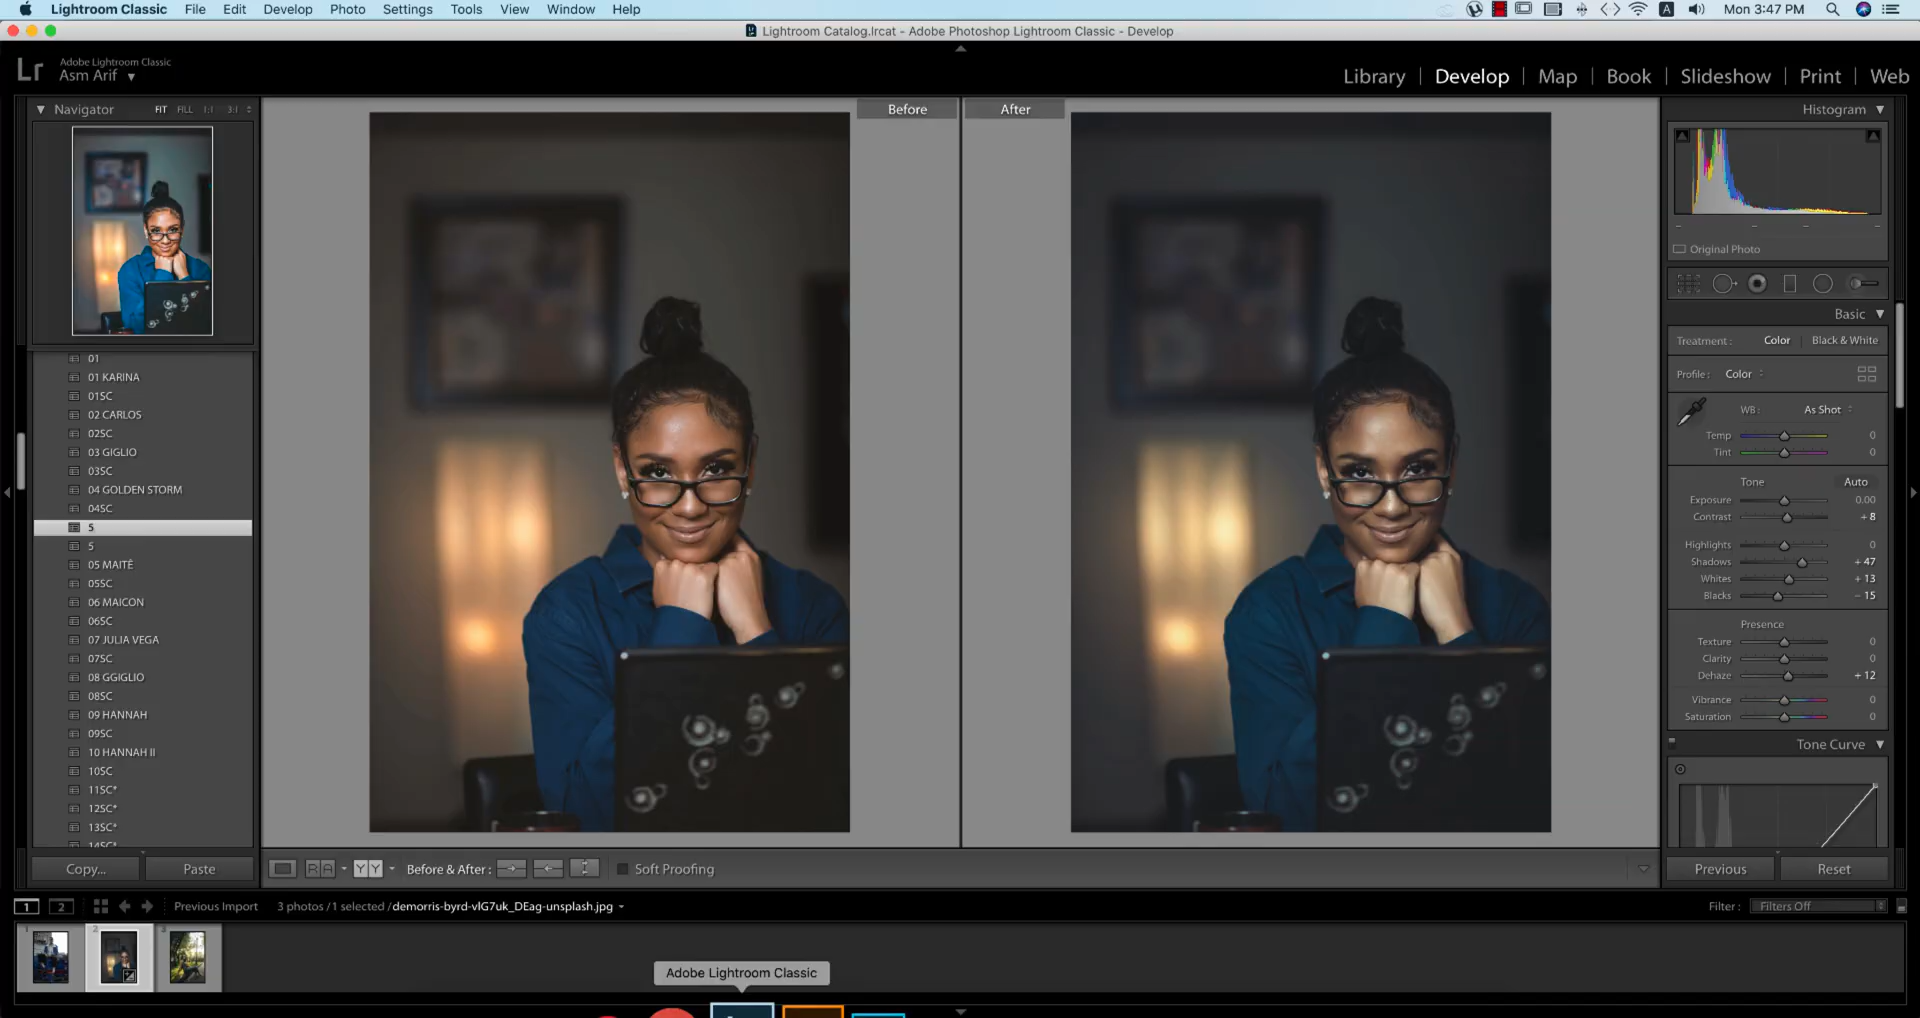 Lightroom Classic File Edit Develop Photo Settings Tools View Window Help A Mon 3:47 PM
Lightroom Catalog.lrcat - Adobe Photoshop Lightroom Classic - Develop
Lr Adobe Lightroom Classic
Asm Arif
Library | Develop | Map | Book | Slideshow | Print | Web
Navigator FIT FILL 1:1 3:1
01
01 KARINA
01SC
02 CARLOS
02SC
03 GIGLIO
03SC
04 GOLDEN STORM
04SC
5
5
05 MAITÊ
05SC
06 MAICON
06SC
07 JULIA VEGA
07SC
08 GGIGLIO
08SC
09 HANNAH
09SC
10 HANNAH II
10SC
11SC*
12SC*
13SC*
14SC*
Copy... Paste
Before After
Histogram
Original Photo
Basic
Treatment : Color | Black & White
Profile : Color
WB : As Shot
Temp 0
Tint 0
Tone Auto
Exposure 0.00
Contrast + 8
Highlights 0
Shadows + 47
Whites + 13
Blacks − 15
Presence
Texture 0
Clarity 0
Dehaze + 12
Vibrance 0
Saturation 0
Tone Curve
Previous Reset
R A Y Y Before & After : Soft Proofing
1 2 Previous Import 3 photos / 1 selected / demorris-byrd-vlG7uk_DEag-unsplash.jpg Filter : Filters Off
1 2 3
Adobe Lightroom Classic